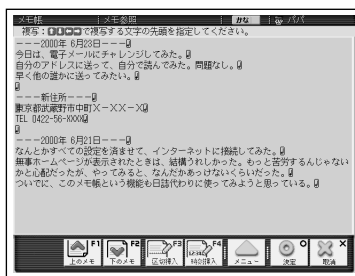 メモ帳 メモ参照 かな パパ
複写:で複写する文字の先頭を指定してください。
---2000年 6月23日---
今日は、電子メールにチャレンジしてみた。
自分のアドレスに送って、自分で読んでみた。問題なし。
早く他の誰かに送ってみたい。
---新住所---
東京都武蔵野市中町X-XX-X
TEL 0422-56-XXXX
---2000年 6月21日---
なんとかすべての設定を済ませて、インターネットに接続してみた。
無事ホームページが表示されたときは、結構うれしかった。もっと苦労するんじゃない
かと心配だったが、やってみると、なんだかあっけないくらいだった。
ついでに、このメモ帳という機能も日誌代わりに使ってみようと思っている。
F1 F2 F3 F4 O X
上のメモ 下のメモ 区切挿入 時刻挿入 メニュー 決定 取消